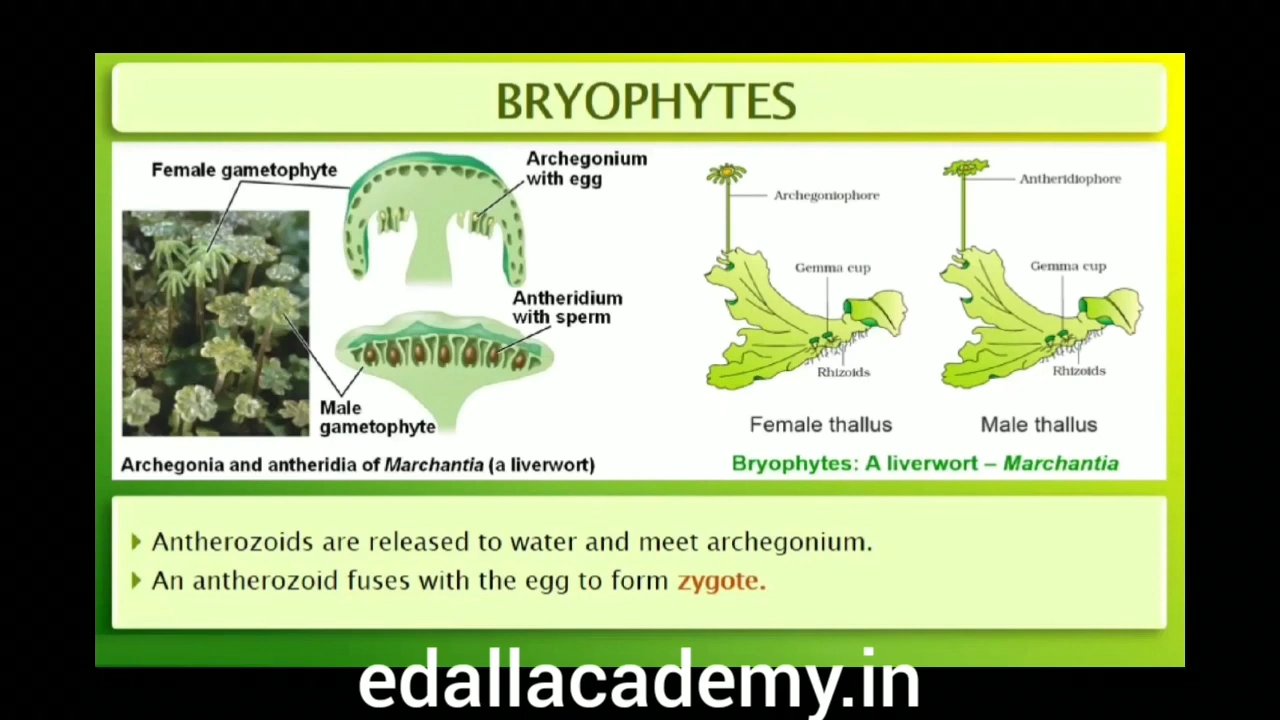 BRYOPHYTES
Female gametophyte
Archegonium
with egg
Antheridium
with sperm
Male
gametophyte
Archegonia and antheridia of Marchantia (a liverwort)
Archegoniophore
Gemma cup
Rhizoids
Female thallus
Antheridiophore
Gemma cup
Rhizoids
Male thallus
Bryophytes: A liverwort – Marchantia
Antherozoids are released to water and meet archegonium.
An antherozoid fuses with the egg to form zygote.
edallacademy.in